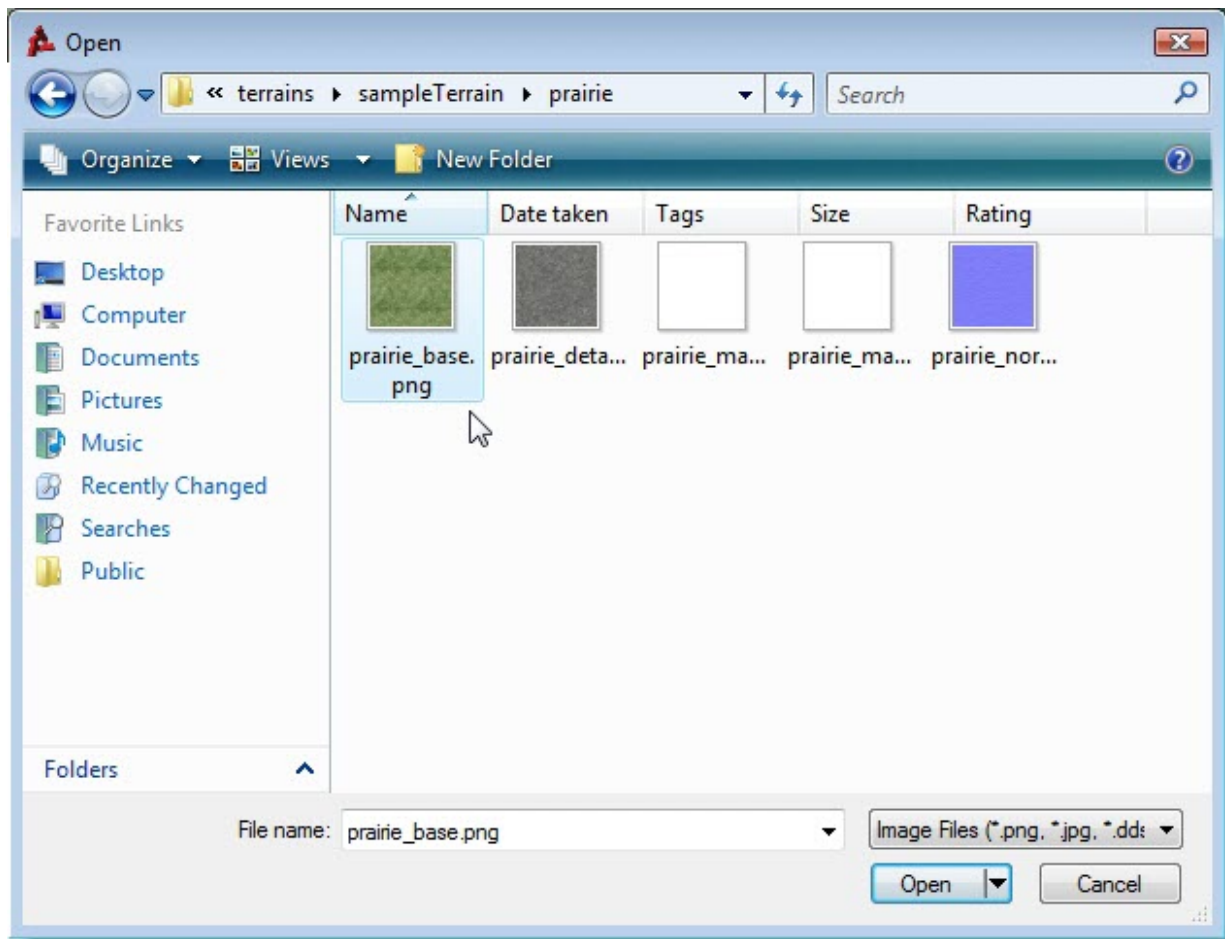 Open
« terrains sampleTerrain prairie Search
Organize Views New Folder
Favorite Links
Desktop
Computer
Documents
Pictures
Music
Recently Changed
Searches
Public
Folders
Name Date taken Tags Size Rating
prairie_base. prairie_deta... prairie_ma... prairie_ma... prairie_nor...
png
File name: prairie_base.png Image Files (*.png, *.jpg, *.dds
Open Cancel